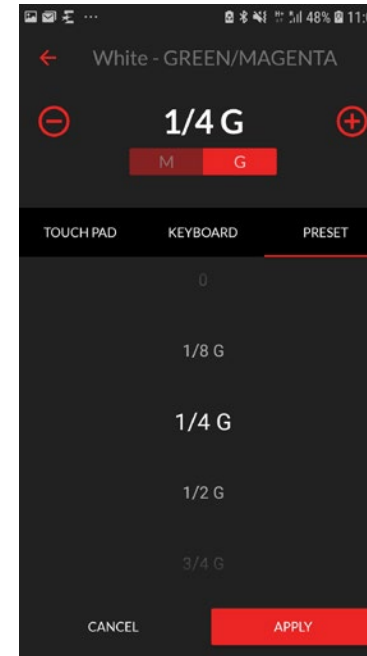 48% 11:
White - GREEN/MAGENTA
1/4 G
M G
TOUCH PAD KEYBOARD PRESET
0
1/8 G
1/4 G
1/2 G
3/4 G
CANCEL APPLY